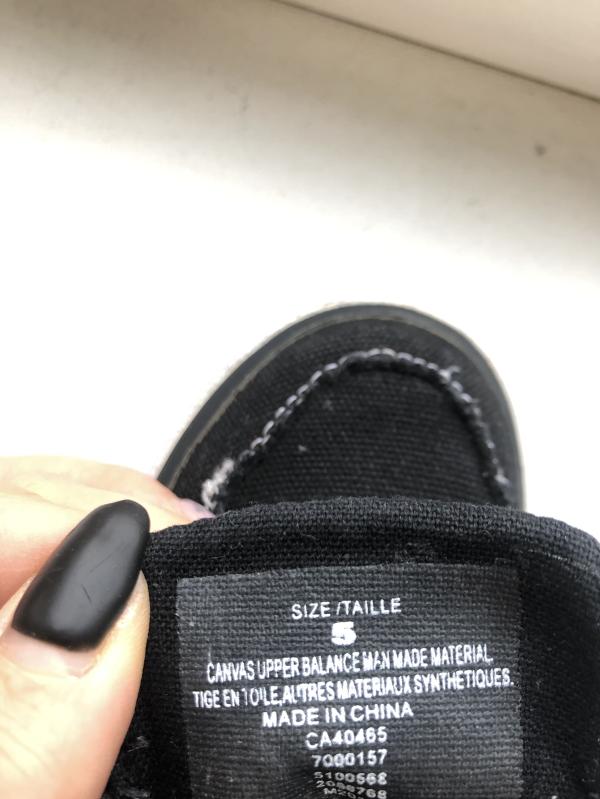 SIZE /TAILLE
5
CANVAS UPPER BALANCE MAN MADE MATERIAL.
TIGE EN TOILE,AUTRES MATERIAUX SYNTHETIQUES.
MADE IN CHINA
CA40465
7000157
5100568